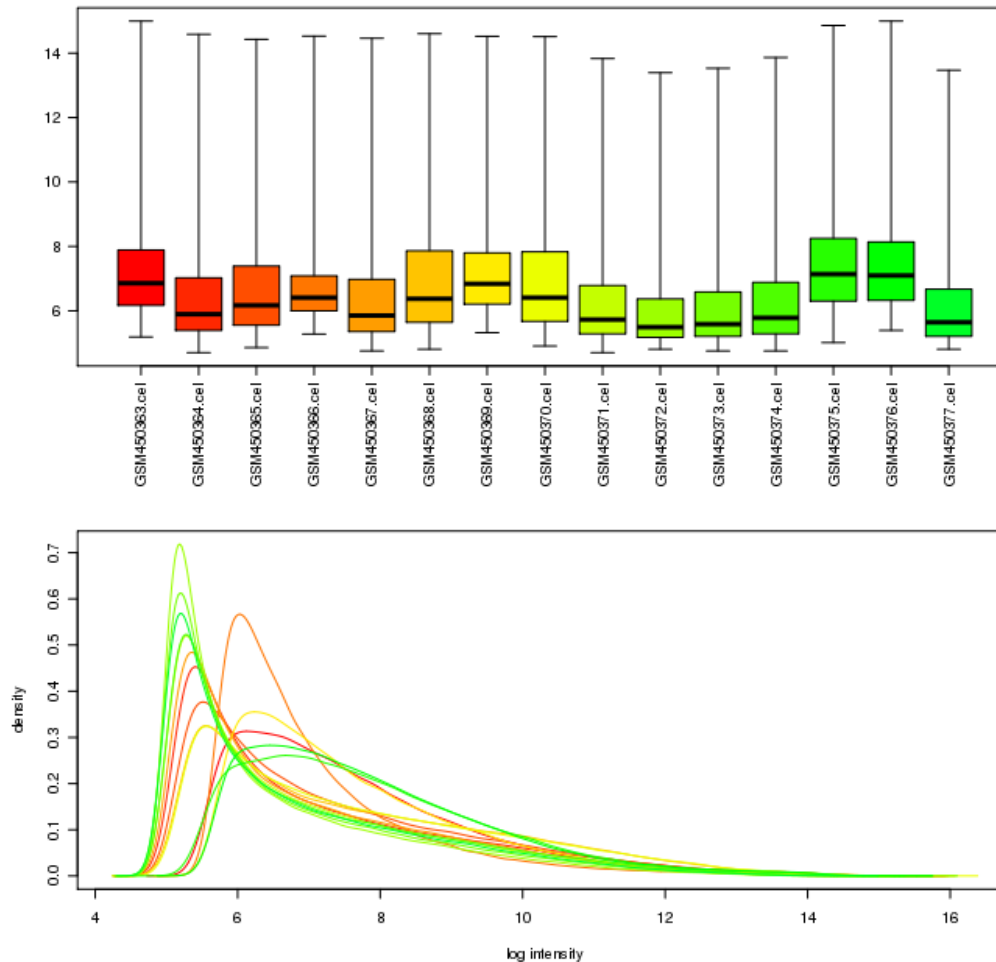 14
12
10
8
6
GSM450363.cel
GSM450364.cel
GSM450365.cel
GSM450366.cel
GSM450367.cel
GSM450368.cel
GSM450369.cel
GSM450370.cel
GSM450371.cel
GSM450372.cel
GSM450373.cel
GSM450374.cel
GSM450375.cel
GSM450376.cel
GSM450377.cel
0.7
0.6
0.5
0.4
0.3
0.2
0.1
0.0
density
4 6 8 10 12 14 16
log intensity